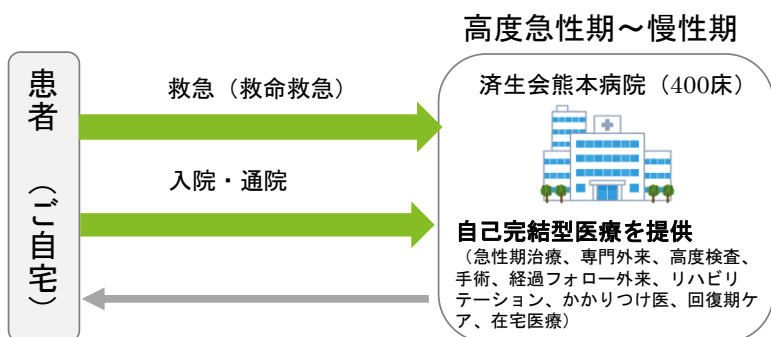 高度急性期～慢性期
患者（ご自宅）
救急（救命救急）
入院・通院
済生会熊本病院（400床）
自己完結型医療を提供
（急性期治療、専門外来、高度検査、
手術、経過フォロー外来、リハビリ
テーション、かかりつけ医、回復期ケ
ア、在宅医療）